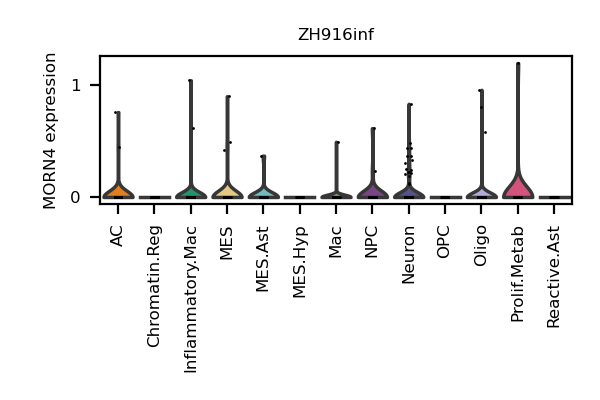 ZH916inf
MORN4 expression
1
0
AC
Chromatin.Reg
Inflammatory.Mac
MES
MES.Ast
MES.Hyp
Mac
NPC
Neuron
OPC
Oligo
Prolif.Metab
Reactive.Ast